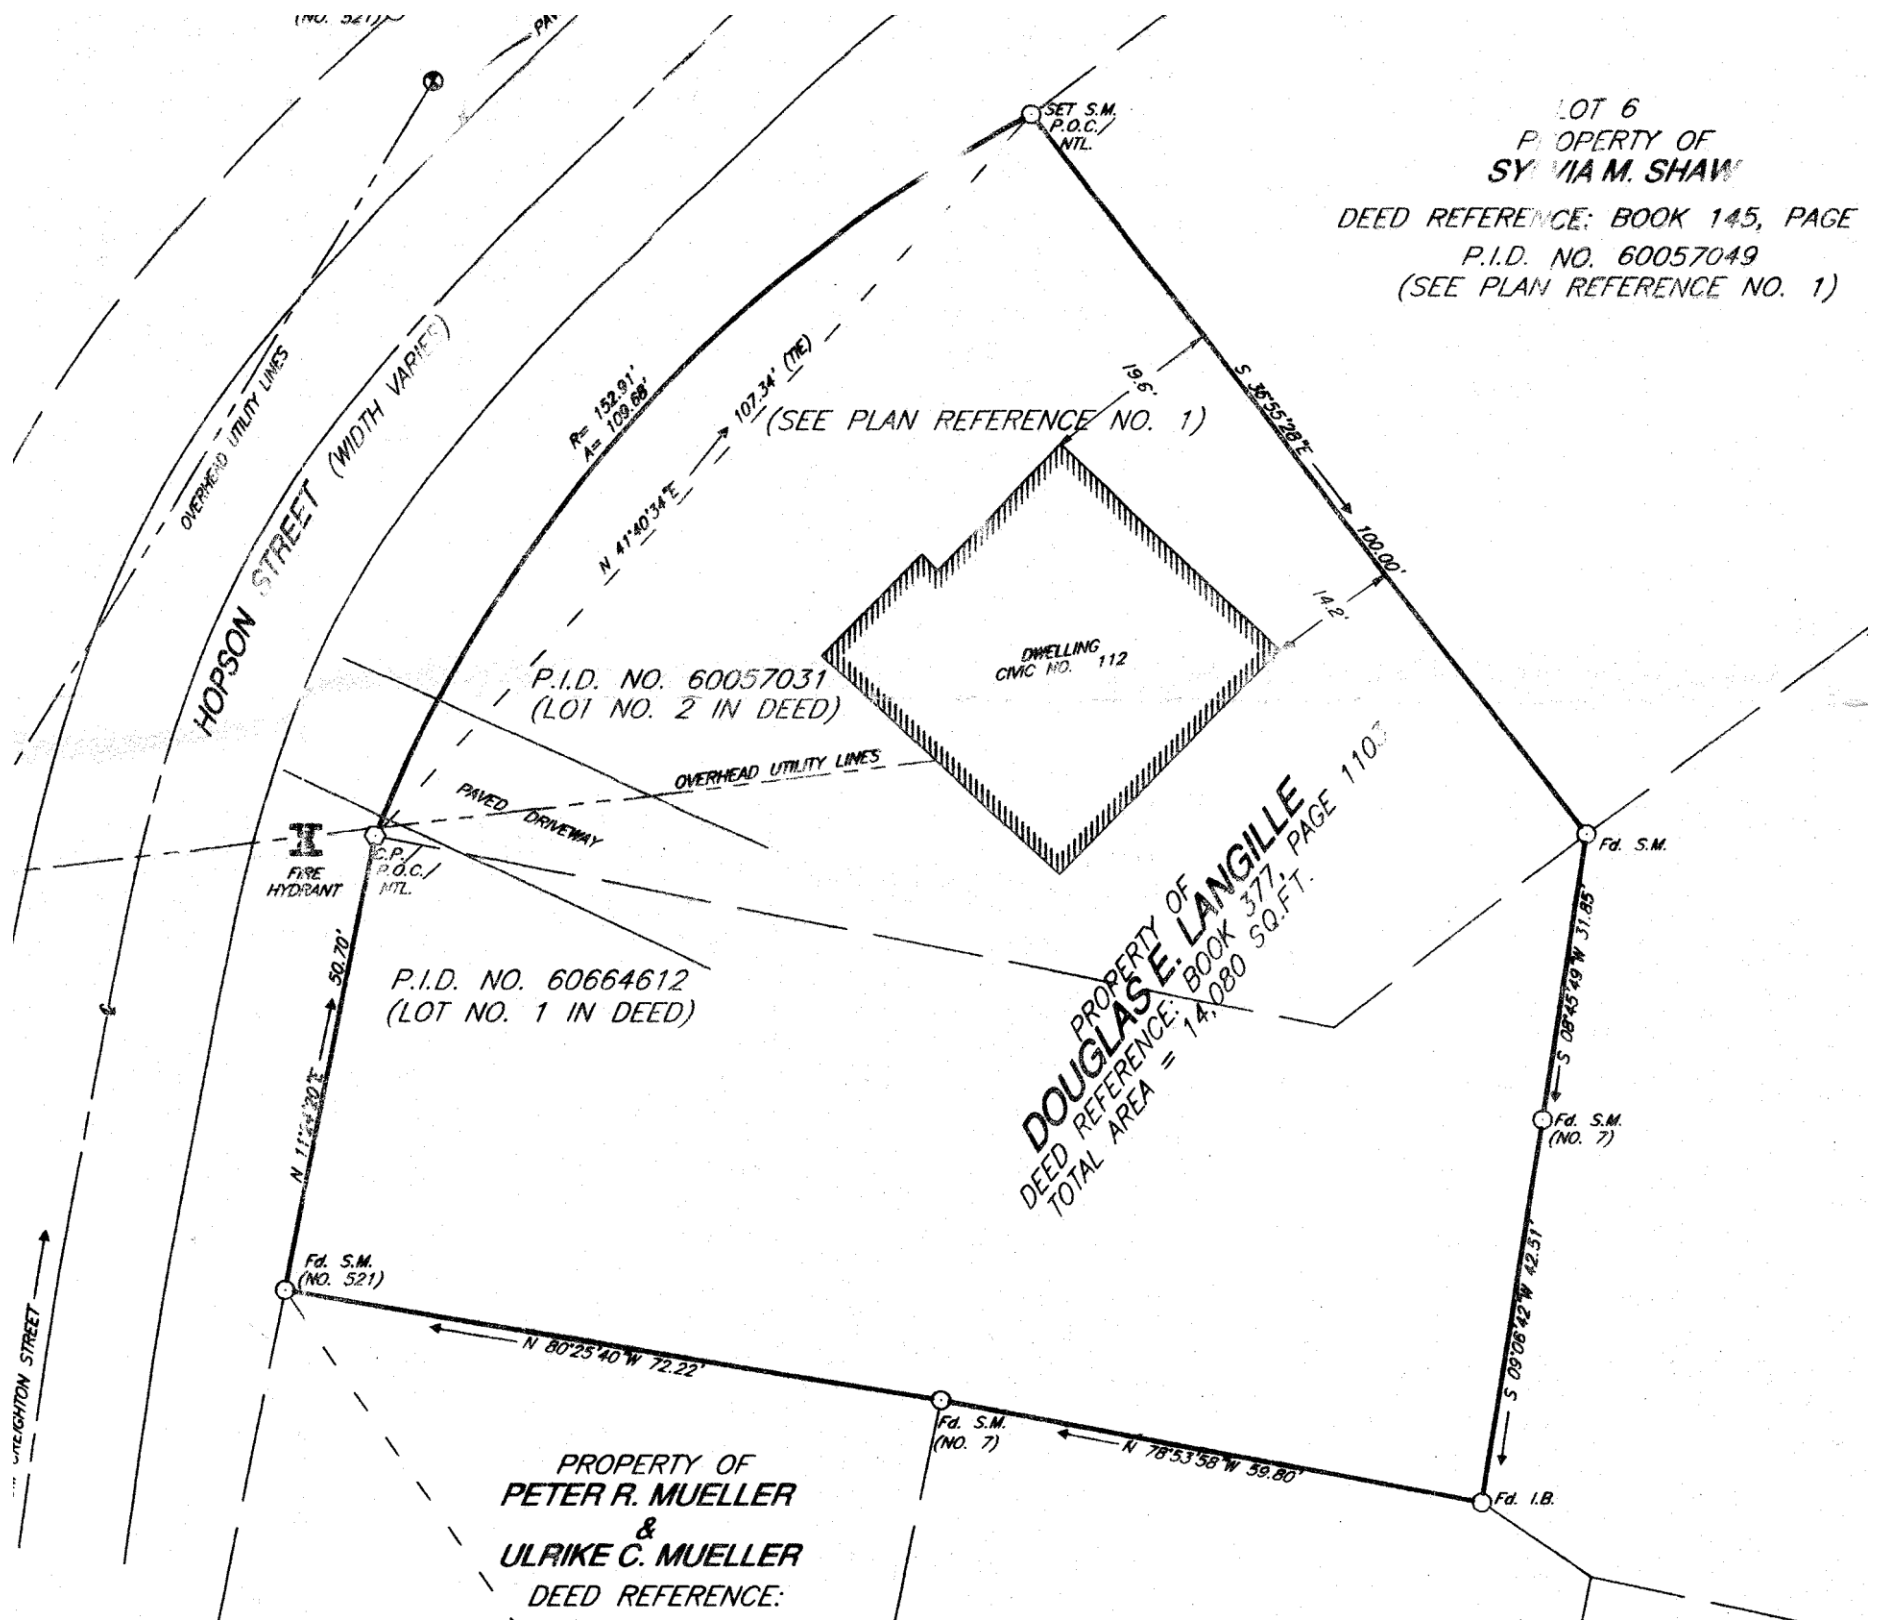 (NO. 521)
SET S.M.
P.O.C./
NTL.
LOT 6
PROPERTY OF
SYLVIA M. SHAW
DEED REFERENCE: BOOK 145, PAGE
P.I.D. NO. 60057049
(SEE PLAN REFERENCE NO. 1)
OVERHEAD UTILITY LINES
HOPSON STREET (WIDTH VARIES)
R= 152.91'
A= 109.68'
N 41°40'34"E 107.34' (TIE)
(SEE PLAN REFERENCE NO. 1)
19.6'
S 36°55'28"E 100.00'
14.2'
DWELLING
CIVIC NO. 112
P.I.D. NO. 60057031
(LOT NO. 2 IN DEED)
OVERHEAD UTILITY LINES
PAVED DRIVEWAY
FIRE
HYDRANT
C.P./
P.O.C./
NTL.
Fd. S.M.
S 08°45'49"W 31.85'
PROPERTY OF
DOUGLAS E. LANGILLE
DEED REFERENCE: BOOK 377, PAGE 1103
TOTAL AREA = 14,080 SQ.FT.
P.I.D. NO. 60664612
(LOT NO. 1 IN DEED)
N 11°24'20"E 50.70'
Fd. S.M.
(NO. 7)
S 09°06'42"W 42.51'
Fd. S.M.
(NO. 521)
CREIGHTON STREET
N 80°25'40"W 72.22'
Fd. S.M.
(NO. 7)
N 78°53'58"W 59.80'
Fd. I.B.
PROPERTY OF
PETER R. MUELLER
&
ULRIKE C. MUELLER
DEED REFERENCE: